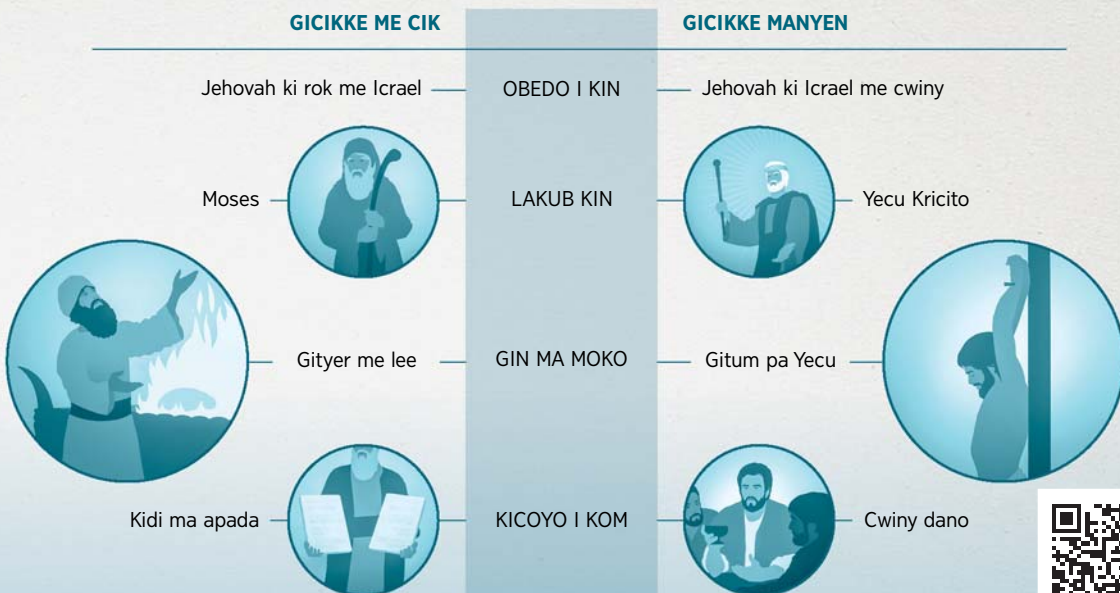 GICIKKE ME CIK GICIKKE MANYEN
Jehovah ki rok me Icrael OBEDO I KIN Jehovah ki Icrael me cwiny
Moses LAKUB KIN Yecu Kricito
Gityer me lee GIN MA MOKO Gitum pa Yecu
Kidi ma apada KICOYO I KOM Cwiny dano